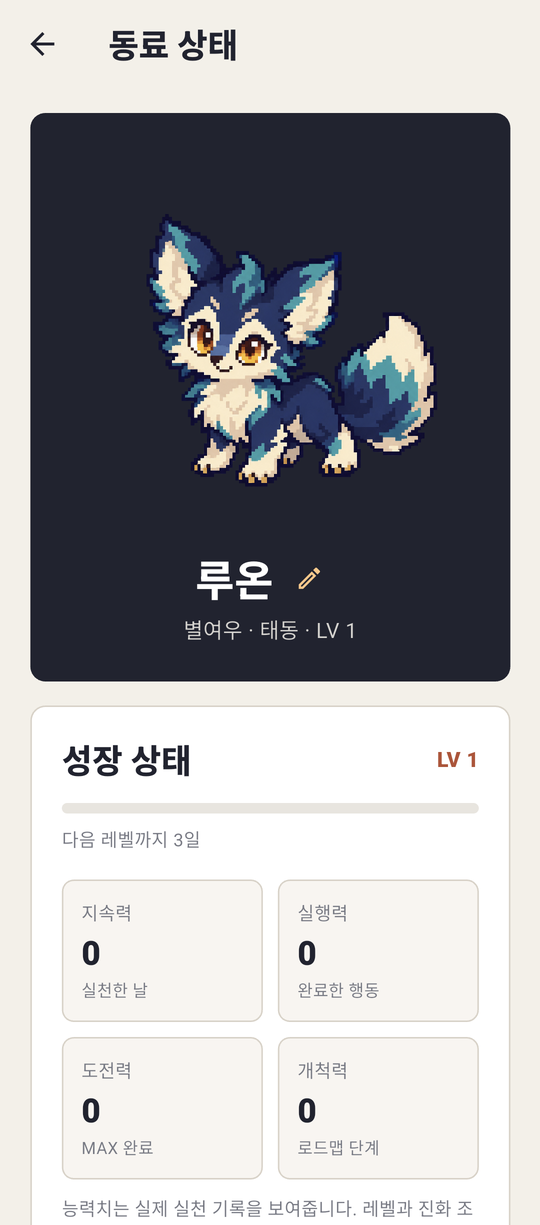 동료 상태
루온
별여우 · 태동 · LV 1
성장 상태
LV 1
다음 레벨까지 3일
지속력
0
실천한 날
실행력
0
완료한 행동
도전력
0
MAX 완료
개척력
0
로드맵 단계
능력치는 실제 실천 기록을 보여줍니다. 레벨과 진화 조